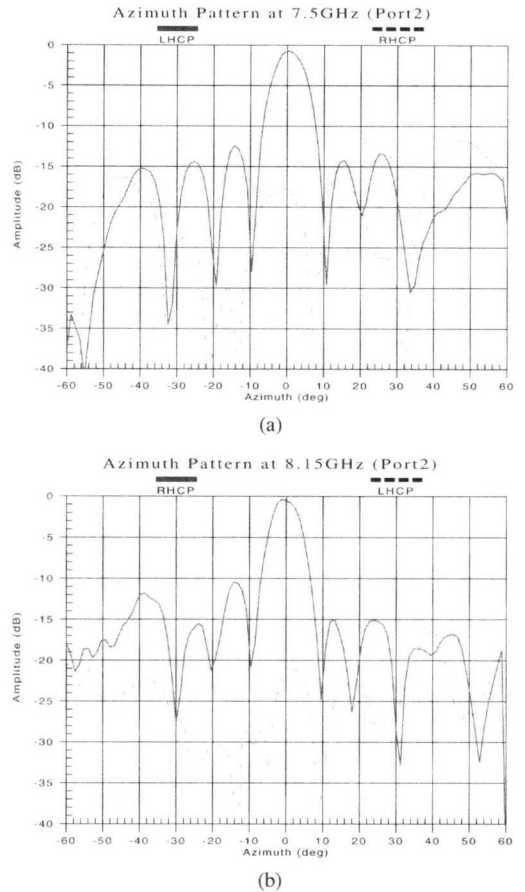 Azimuth Pattern at 7.5GHz (Port2)
LHCP RHCP
0
-5
-10
-15
-20
-25
-30
-35
-40
Amplitude (dB)
-60 -50 -40 -30 -20 -10 0 10 20 30 40 50 60
Azimuth (deg)
(a)
Azimuth Pattern at 8.15GHz (Port2)
RHCP LHCP
0
-5
-10
-15
-20
-25
-30
-35
-40
Amplitude (dB)
-60 -50 -40 -30 -20 -10 0 10 20 30 40 50 60
Azimuth (deg)
(b)